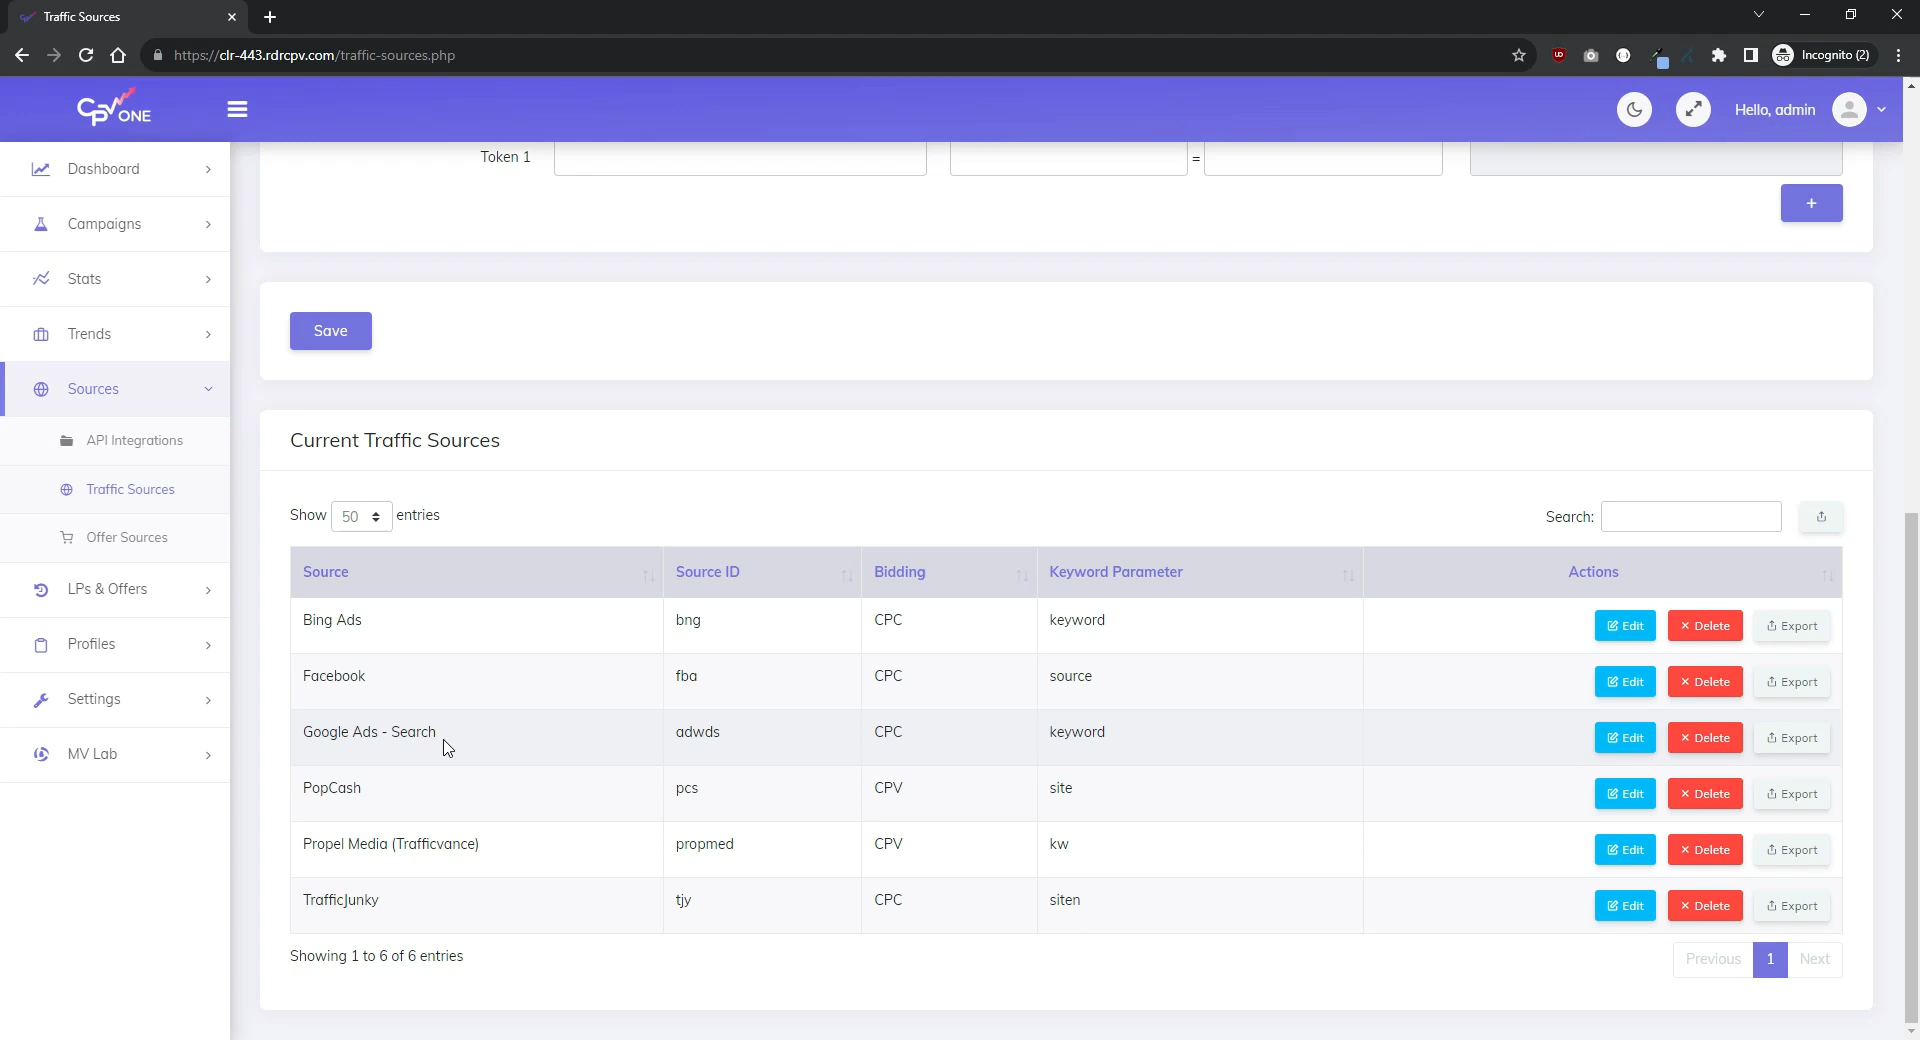 Traffic Sources
https://clr-443.rdrcpv.com/traffic-sources.php
Incognito (2)
CPV ONE
Hello, admin
Dashboard
Campaigns
Stats
Trends
Sources
API Integrations
Traffic Sources
Offer Sources
LPs & Offers
Profiles
Settings
MV Lab
Token 1
=
+
Save
Current Traffic Sources
Show 50 entries
Search:
Source Source ID Bidding Keyword Parameter Actions
Bing Ads bng CPC keyword Edit × Delete Export
Facebook fba CPC source Edit × Delete Export
Google Ads - Search adwds CPC keyword Edit × Delete Export
PopCash pcs CPV site Edit × Delete Export
Propel Media (Trafficvance) propmed CPV kw Edit × Delete Export
TrafficJunky tjy CPC siten Edit × Delete Export
Showing 1 to 6 of 6 entries
Previous 1 Next